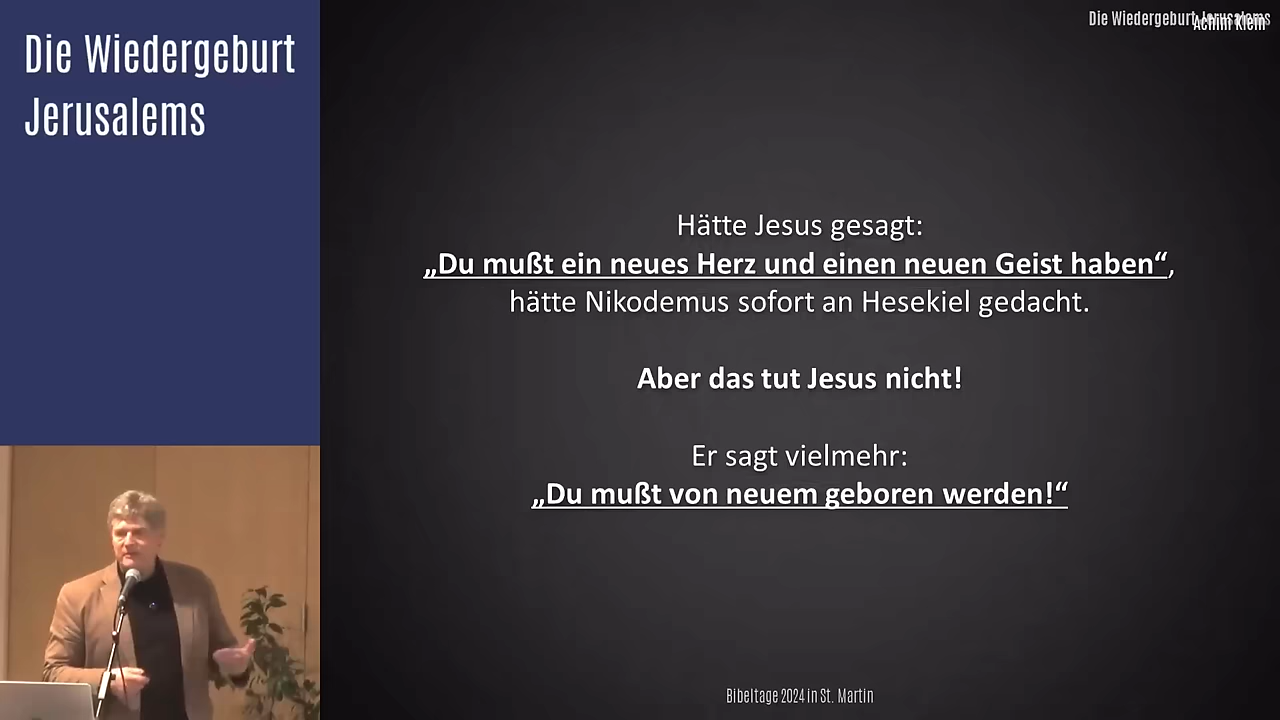 Die Wiedergeburt
Jerusalems
Die Wiedergeburt Jerusalems
Achim Klein
Hätte Jesus gesagt:
„Du mußt ein neues Herz und einen neuen Geist haben“,
hätte Nikodemus sofort an Hesekiel gedacht.
Aber das tut Jesus nicht!
Er sagt vielmehr:
„Du mußt von neuem geboren werden!“
Bibeltage 2024 in St. Martin